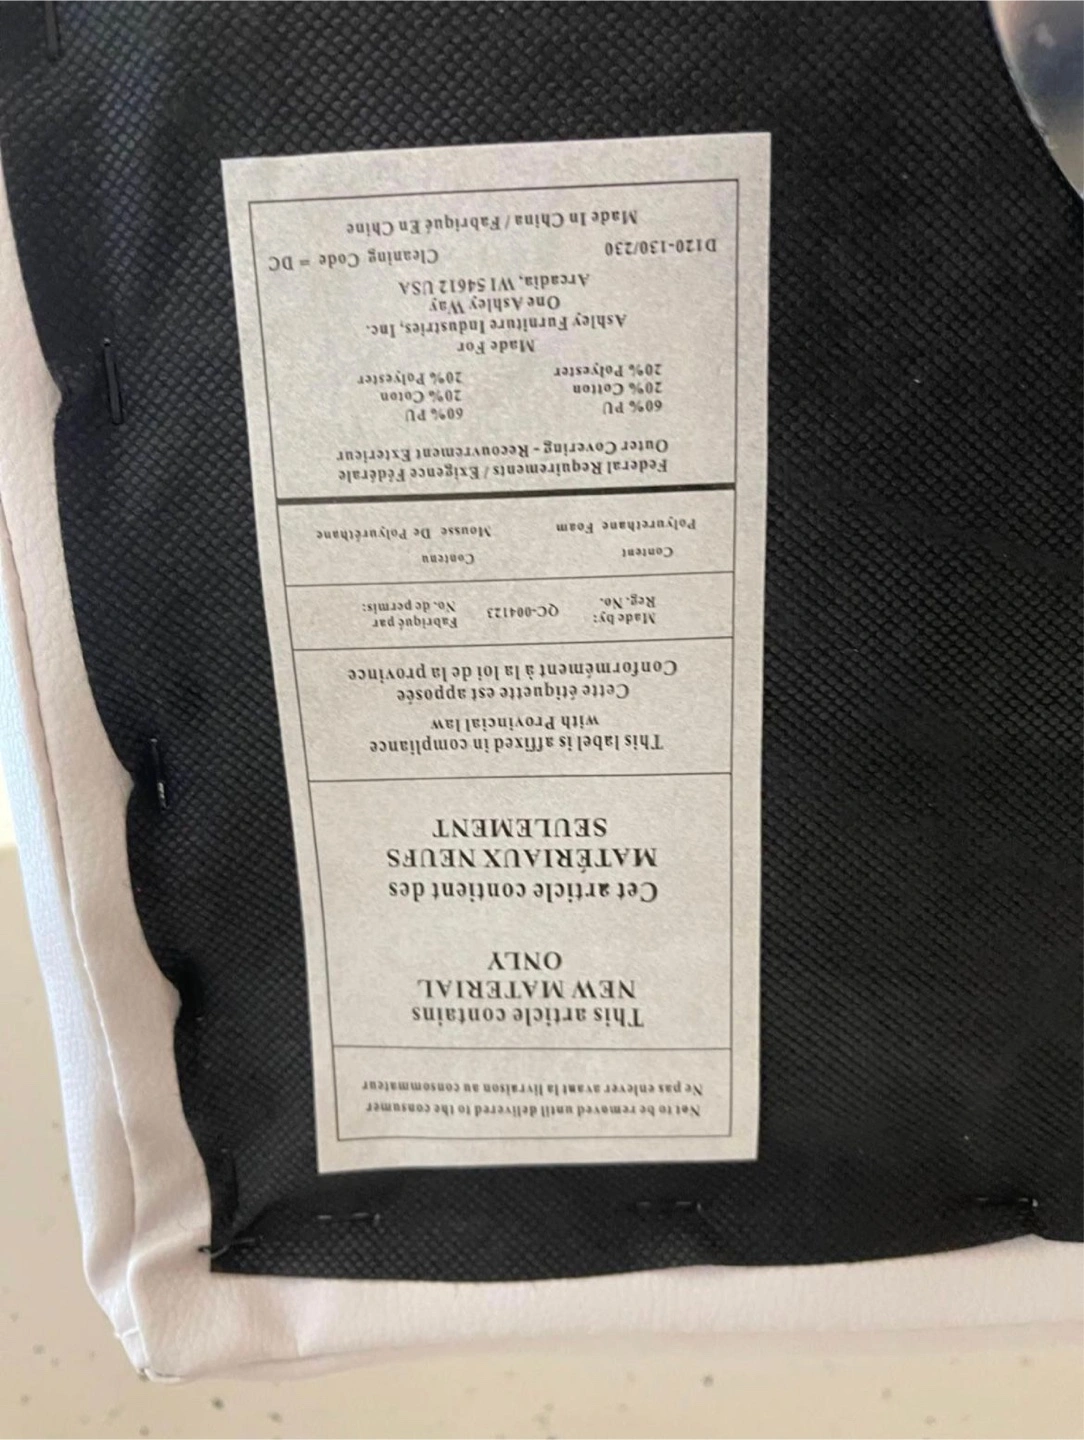 Not to be removed until delivered to the consumer
Ne pas enlever avant la livraison au consommateur
This article contains
NEW MATERIAL
ONLY
Cet article contient des
MATÉRIAUX NEUFS
SEULEMENT
This label is affixed in compliance
with Provincial law
Cette étiquette est apposée
Conformément à la loi de la province
Made by: QC-004123 Fabriqué par
Reg. No. No. de permis:
Content Contenu
Polyurethane Foam Mousse De Polyuréthane
Federal Requirements / Exigence Fédérale
Outer Covering - Recouvrement Exterieur
60% PU 60% PU
20% Cotton 20% Coton
20% Polyester 20% Polyester
Made For
Ashley Furniture Industries, Inc.
One Ashley Way
Arcadia, WI 54612 USA
D120-130/230 Cleaning Code = DC
Made In China / Fabriqué En Chine